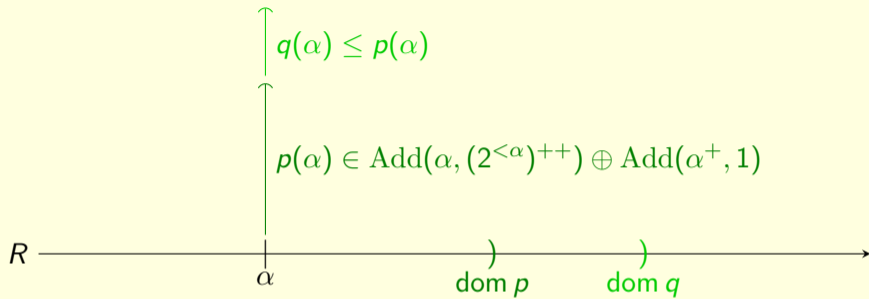 q(α) ≤ p(α)
p(α) ∈ Add(α, (2^{<α})^{++}) ⊕ Add(α^+, 1)
R
α
dom p
dom q